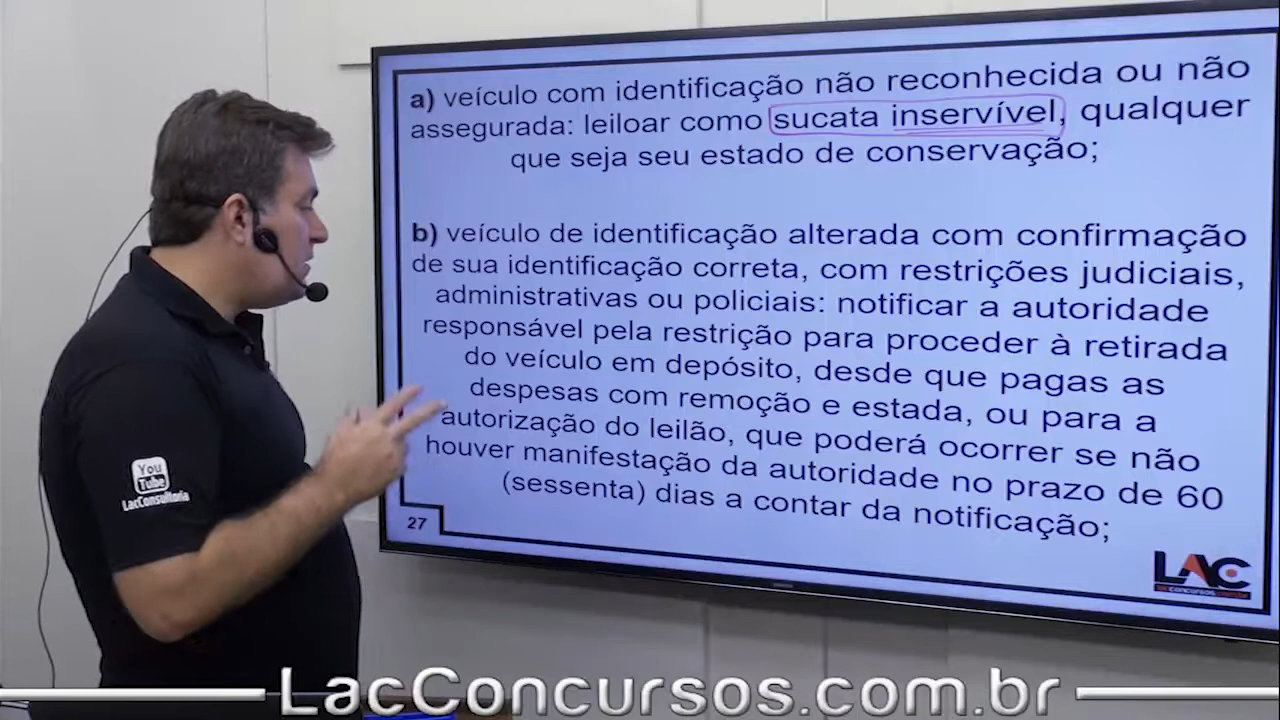 a) veículo com identificação não reconhecida ou não
assegurada: leiloar como sucata inservível, qualquer
que seja seu estado de conservação;
b) veículo de identificação alterada com confirmação
de sua identificação correta, com restrições judiciais,
administrativas ou policiais: notificar a autoridade
responsável pela restrição para proceder à retirada
do veículo em depósito, desde que pagas as
despesas com remoção e estada, ou para a
autorização do leilão, que poderá ocorrer se não
houver manifestação da autoridade no prazo de 60
(sessenta) dias a contar da notificação;
27
LAC
lacconcursos.com.br
You
Tube
LacConsultoria
LacConcursos.com.br